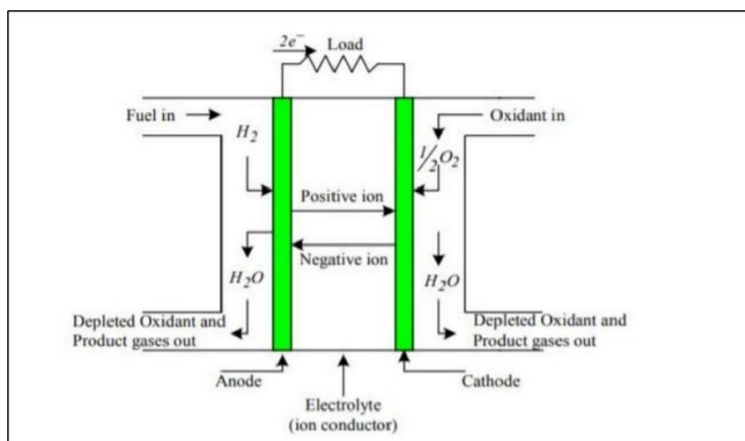 2e⁻ Load
Fuel in
Oxidant in
H₂
½O₂
Positive ion
Negative ion
H₂O
H₂O
Depleted Oxidant and
Product gases out
Depleted Oxidant and
Product gases out
Anode
Cathode
Electrolyte
(ion conductor)